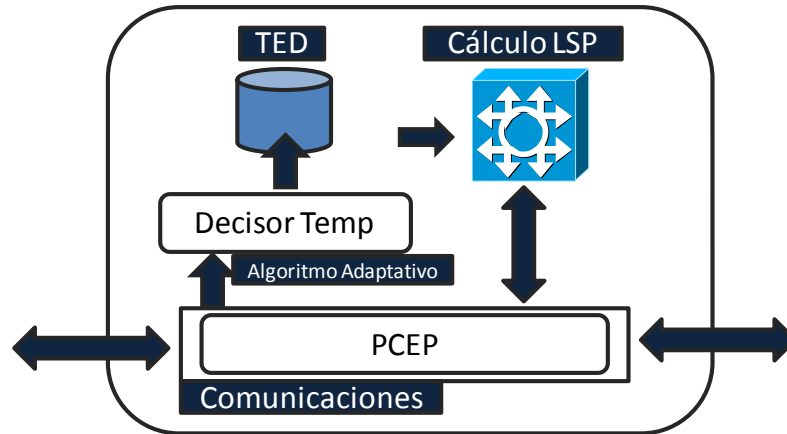 TED
Cálculo LSP
Decisor Temp
Algoritmo Adaptativo
PCEP
Comunicaciones